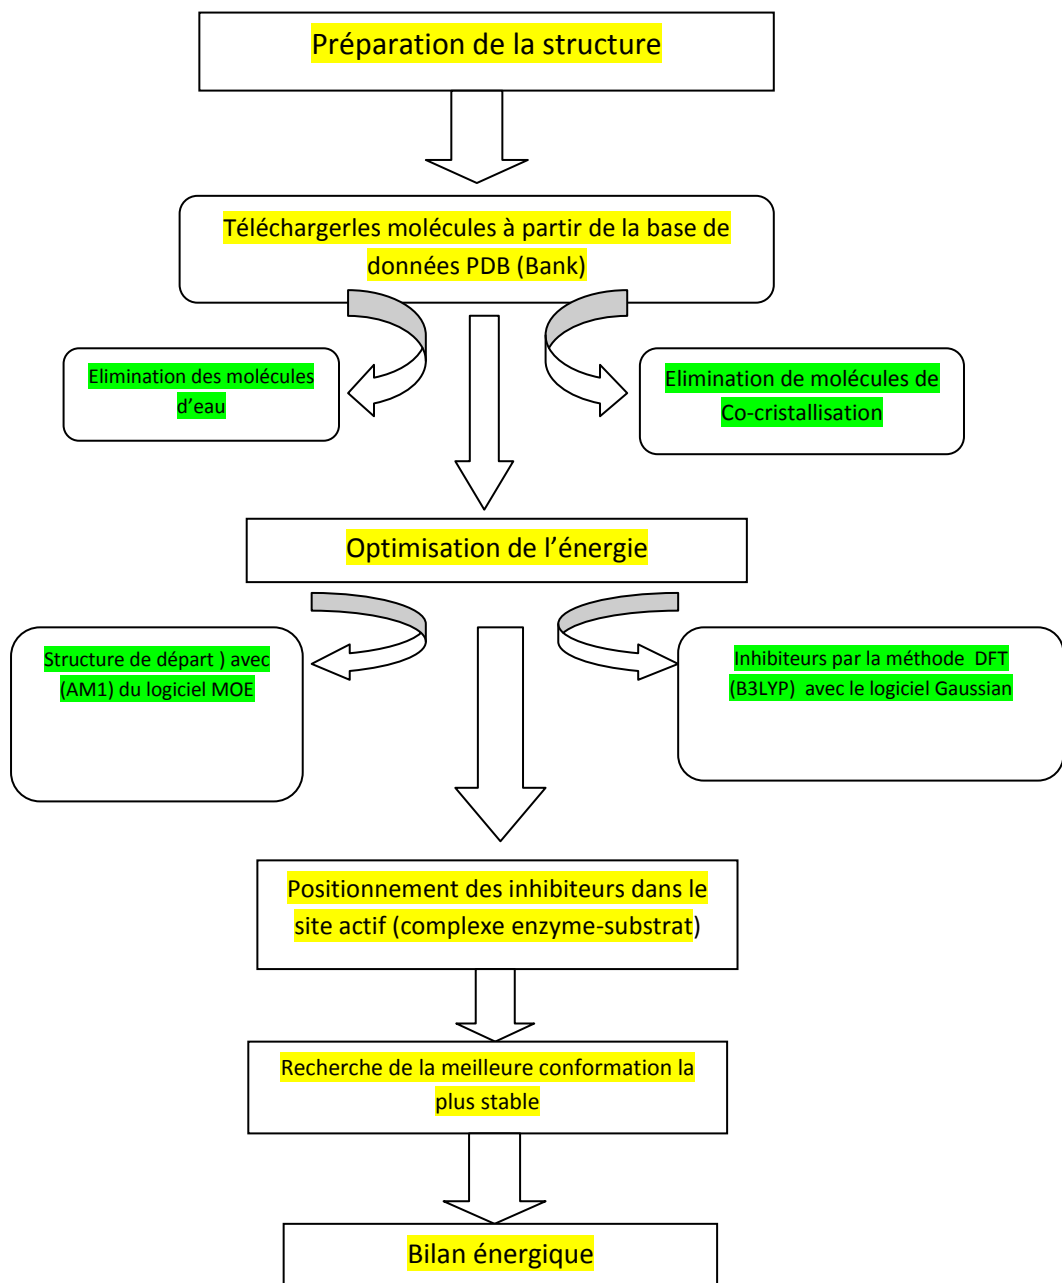 Préparation de la structure
Téléchargerles molécules à partir de la base de
données PDB (Bank)
Elimination des molécules
d’eau
Elimination de molécules de
Co-cristallisation
Optimisation de l’énergie
Structure de départ ) avec
(AM1) du logiciel MOE
Inhibiteurs par la méthode DFT
(B3LYP) avec le logiciel Gaussian
Positionnement des inhibiteurs dans le
site actif (complexe enzyme-substrat)
Recherche de la meilleure conformation la
plus stable
Bilan énergique